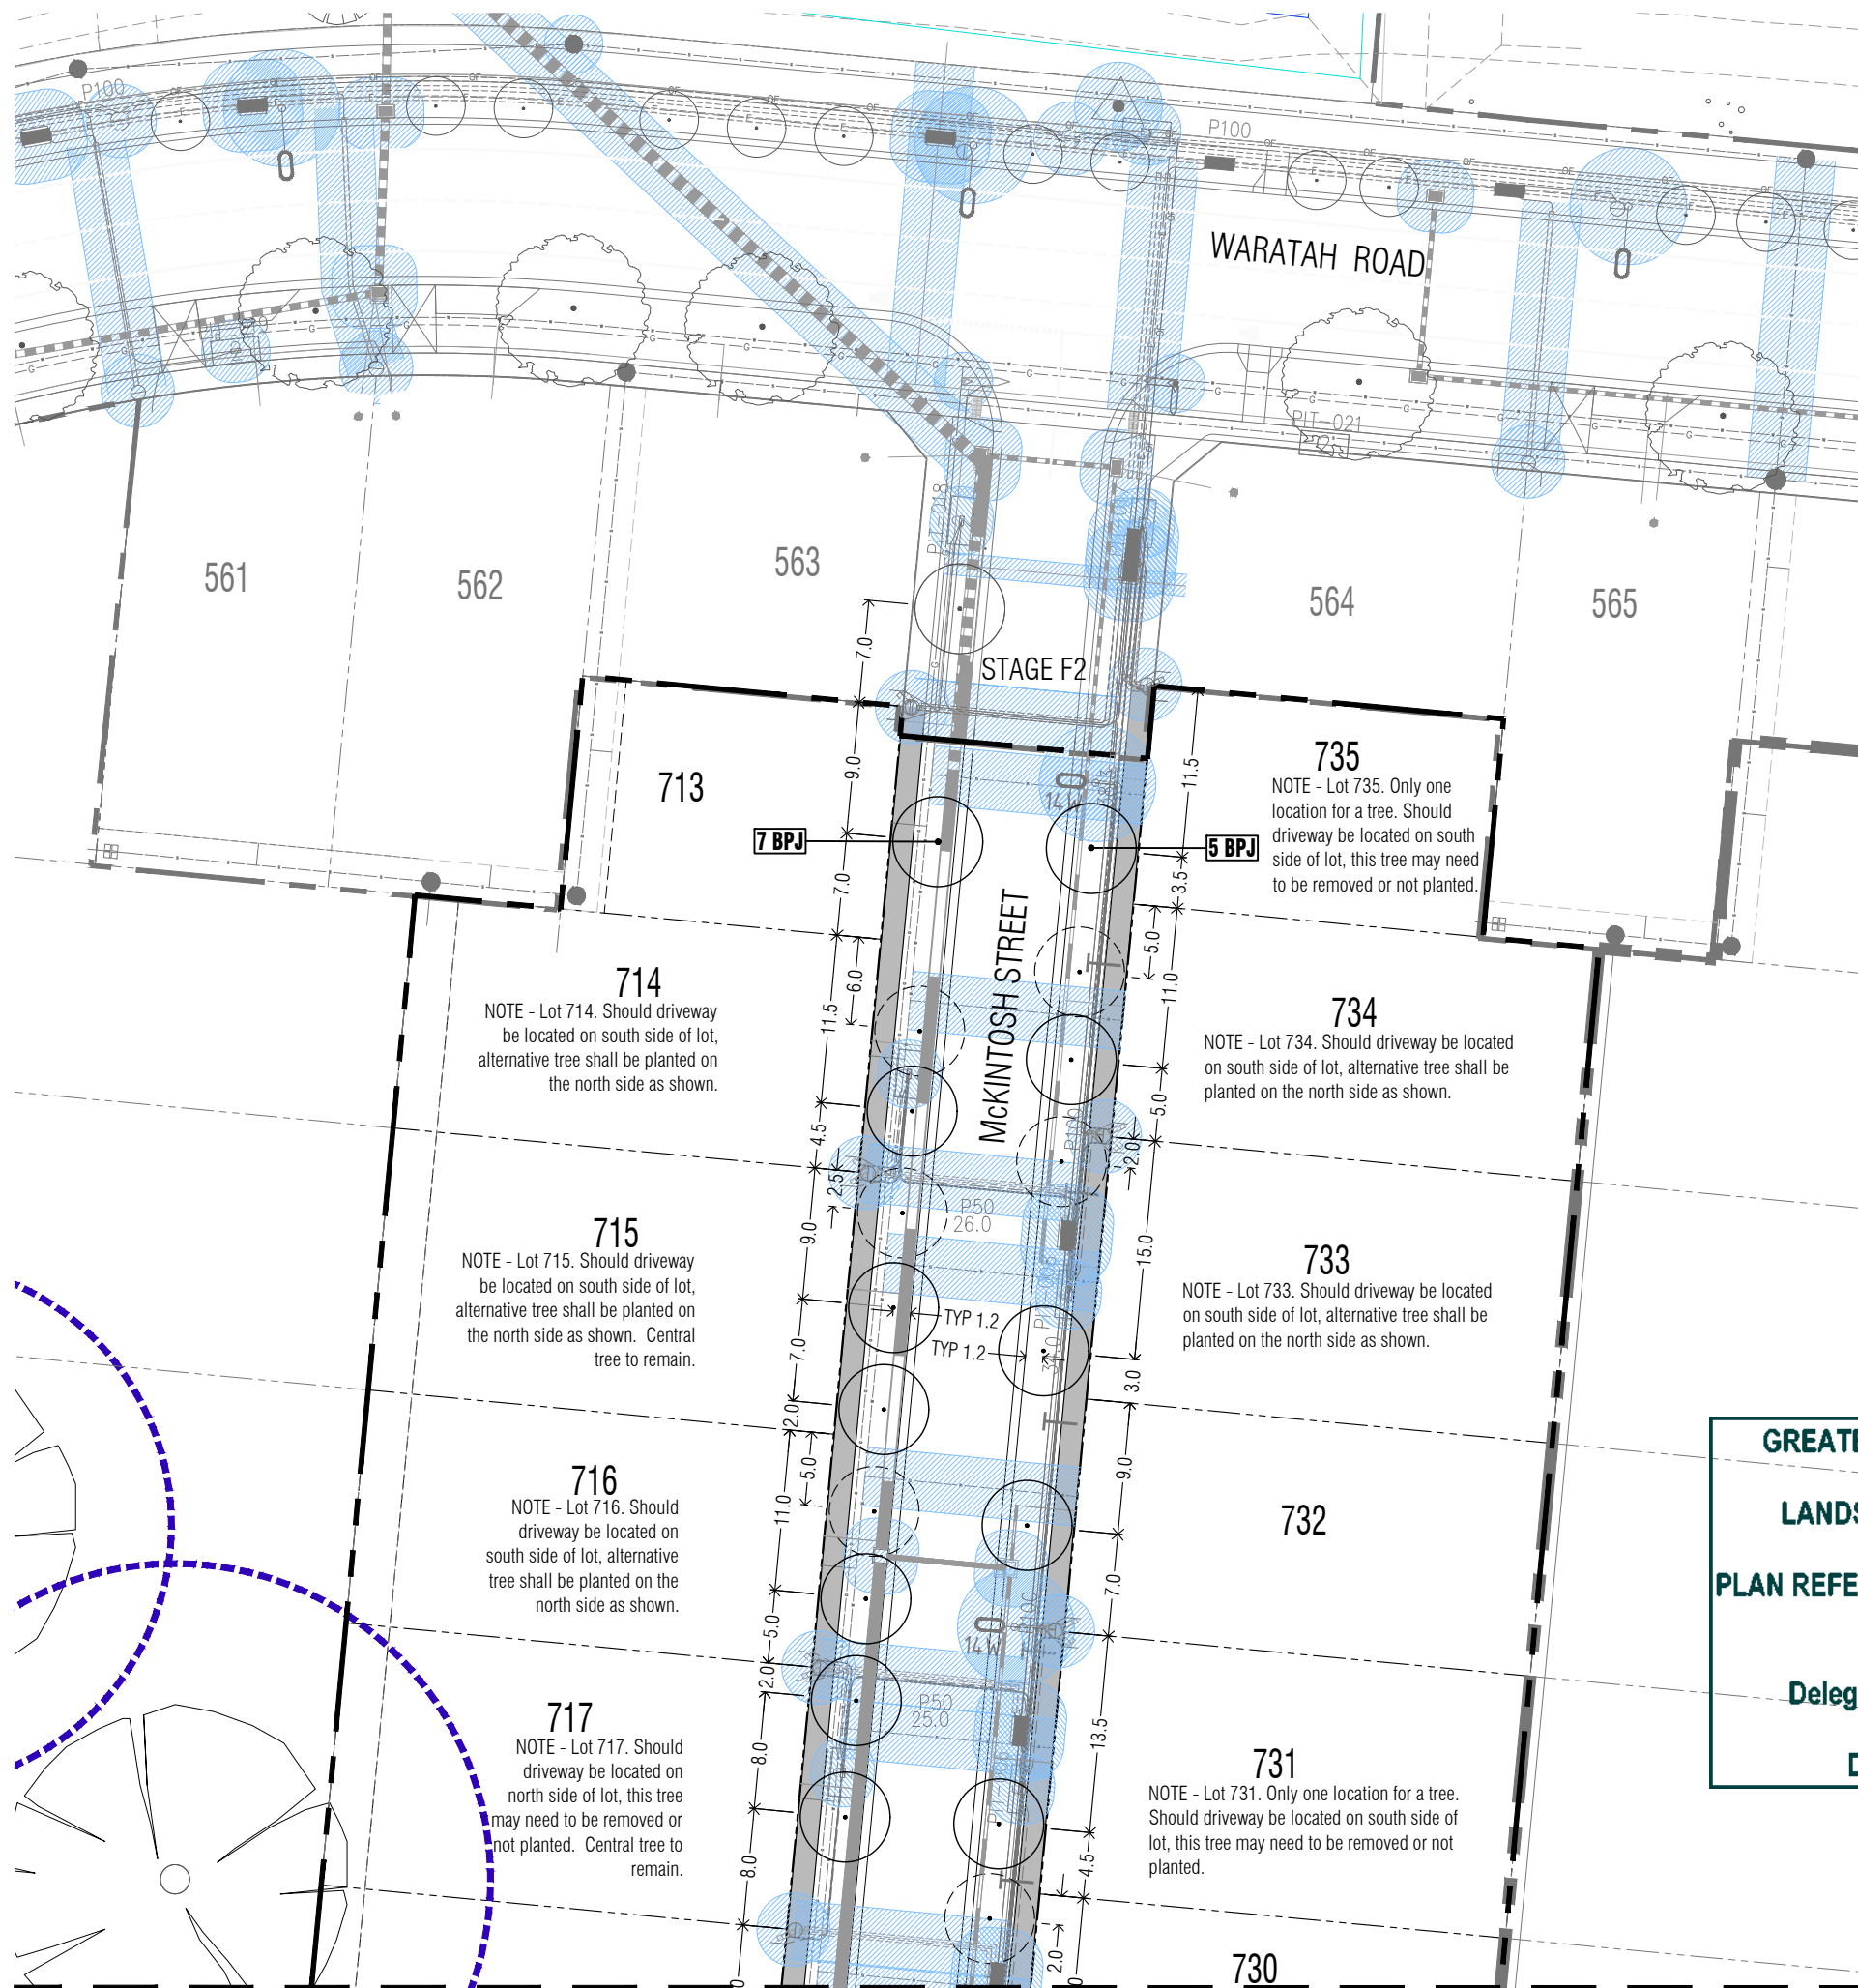 P100
P100
WARATAH ROAD
PIT-021
561
562
563
564
565
STAGE F2
7.0
9.0
11.5
713
735
NOTE - Lot 735. Only one
location for a tree. Should
driveway be located on south
side of lot, this tree may need
to be removed or not planted.
14W
7 BPJ
5 BPJ
7.0
3.5
McKINTOSH STREET
714
NOTE - Lot 714. Should driveway
be located on south side of lot,
alternative tree shall be planted on
the north side as shown.
6.0
11.5
5.0
11.0
734
NOTE - Lot 734. Should driveway be located
on south side of lot, alternative tree shall be
planted on the north side as shown.
4.5
5.0
P100
2.0
2.5
P50
26.0
715
NOTE - Lot 715. Should driveway
be located on south side of lot,
alternative tree shall be planted on
the north side as shown. Central
tree to remain.
9.0
15.0
733
NOTE - Lot 733. Should driveway be located
on south side of lot, alternative tree shall be
planted on the north side as shown.
TYP 1.2
TYP 1.2
7.0
3.0
2.0
716
NOTE - Lot 716. Should
driveway be located on
south side of lot, alternative
tree shall be planted on the
north side as shown.
5.0
11.0
9.0
732
7.0
5.0
14W
2.0
GREATE
LANDS
PLAN REFE
Deleg
D
717
NOTE - Lot 717. Should
driveway be located on
north side of lot, this tree
may need to be removed or
not planted. Central tree to
remain.
P50
25.0
8.0
13.5
731
NOTE - Lot 731. Only one location for a tree.
Should driveway be located on south side of
lot, this tree may need to be removed or not
planted.
8.0
4.5
2.0
730